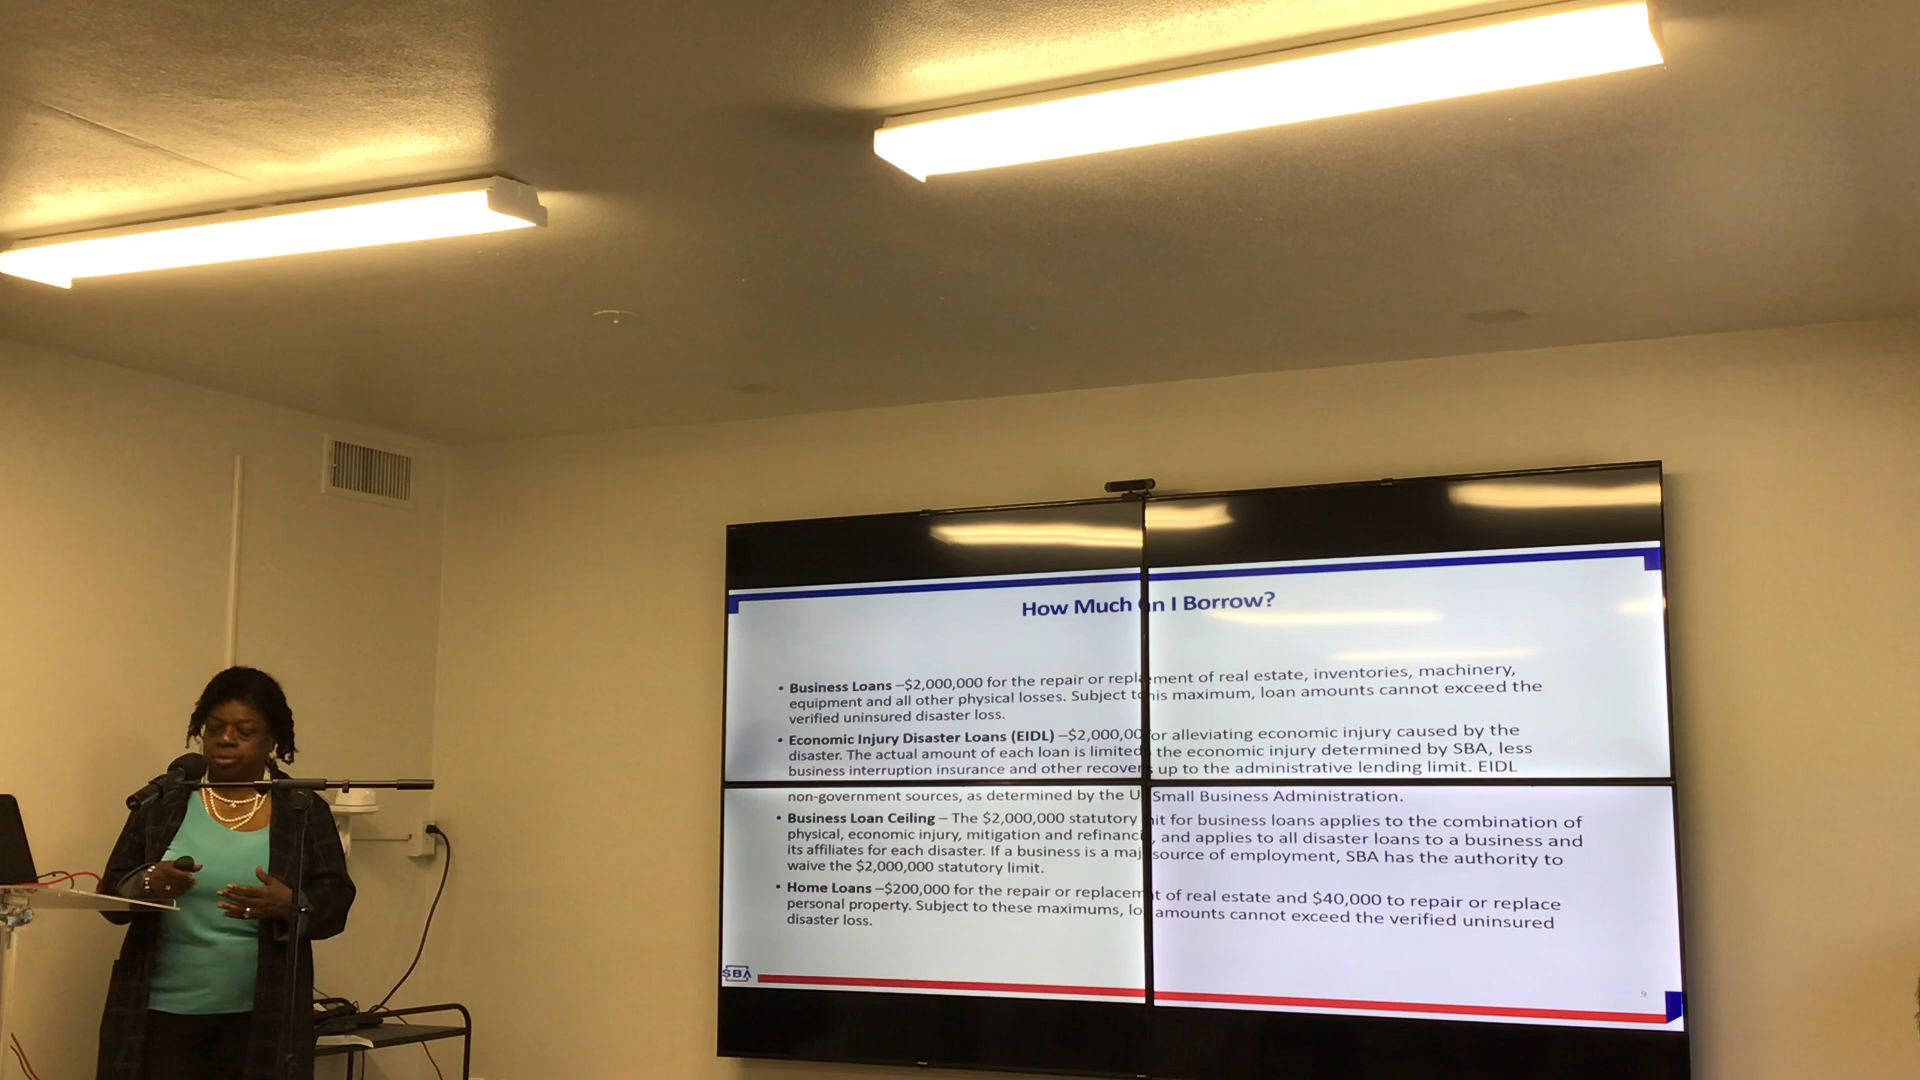 How Much n I Borrow?
• Business Loans –$2,000,000 for the repair or repl ement of real estate, inventories, machinery,
equipment and all other physical losses. Subject t his maximum, loan amounts cannot exceed the
verified uninsured disaster loss.
• Economic Injury Disaster Loans (EIDL) –$2,000,00 or alleviating economic injury caused by the
disaster. The actual amount of each loan is limited the economic injury determined by SBA, less
business interruption insurance and other recover s up to the administrative lending limit. EIDL
non-government sources, as determined by the U Small Business Administration.
• Business Loan Ceiling – The $2,000,000 statutory it for business loans applies to the combination of
physical, economic injury, mitigation and refinanci , and applies to all disaster loans to a business and
its affiliates for each disaster. If a business is a maj source of employment, SBA has the authority to
waive the $2,000,000 statutory limit.
• Home Loans –$200,000 for the repair or replacem t of real estate and $40,000 to repair or replace
personal property. Subject to these maximums, lo amounts cannot exceed the verified uninsured
disaster loss.
SBA
9